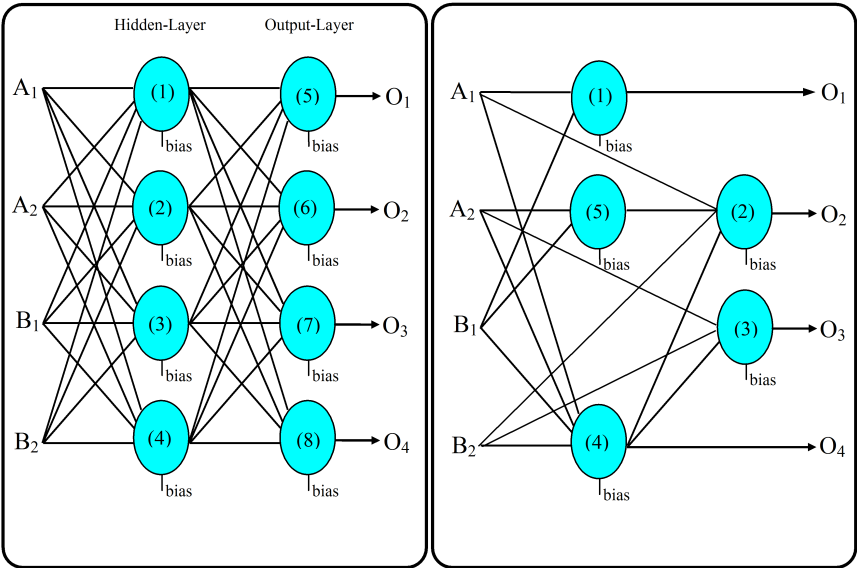 Hidden-Layer Output-Layer
A1 (1) (5) O1
bias bias
A2 (2) (6) O2
bias bias
B1 (3) (7) O3
bias bias
B2 (4) (8) O4
bias bias
A1 (1) O1
bias
A2 (5) (2) O2
bias bias
B1 (3) O3
bias
B2 (4) O4
bias